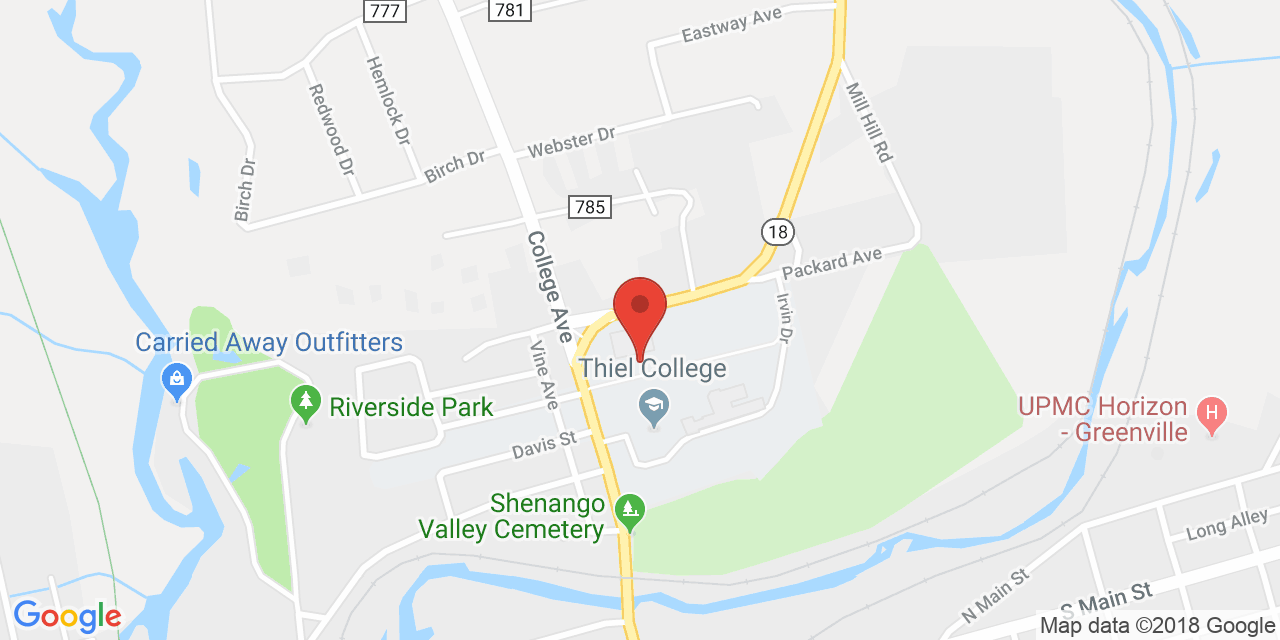 777
781
Eastway Ave
Hemlock Dr
Redwood Dr
Mill Hill Rd
Webster Dr
Birch Dr
Birch Dr
785
18
College Ave
Packard Ave
Irvin Dr
Carried Away Outfitters
Vine Ave
Thiel College
Riverside Park
UPMC Horizon
- Greenville
H
Davis St
Shenango
Valley Cemetery
Long Alley
N Main St
S Main St
Google
Map data ©2018 Google